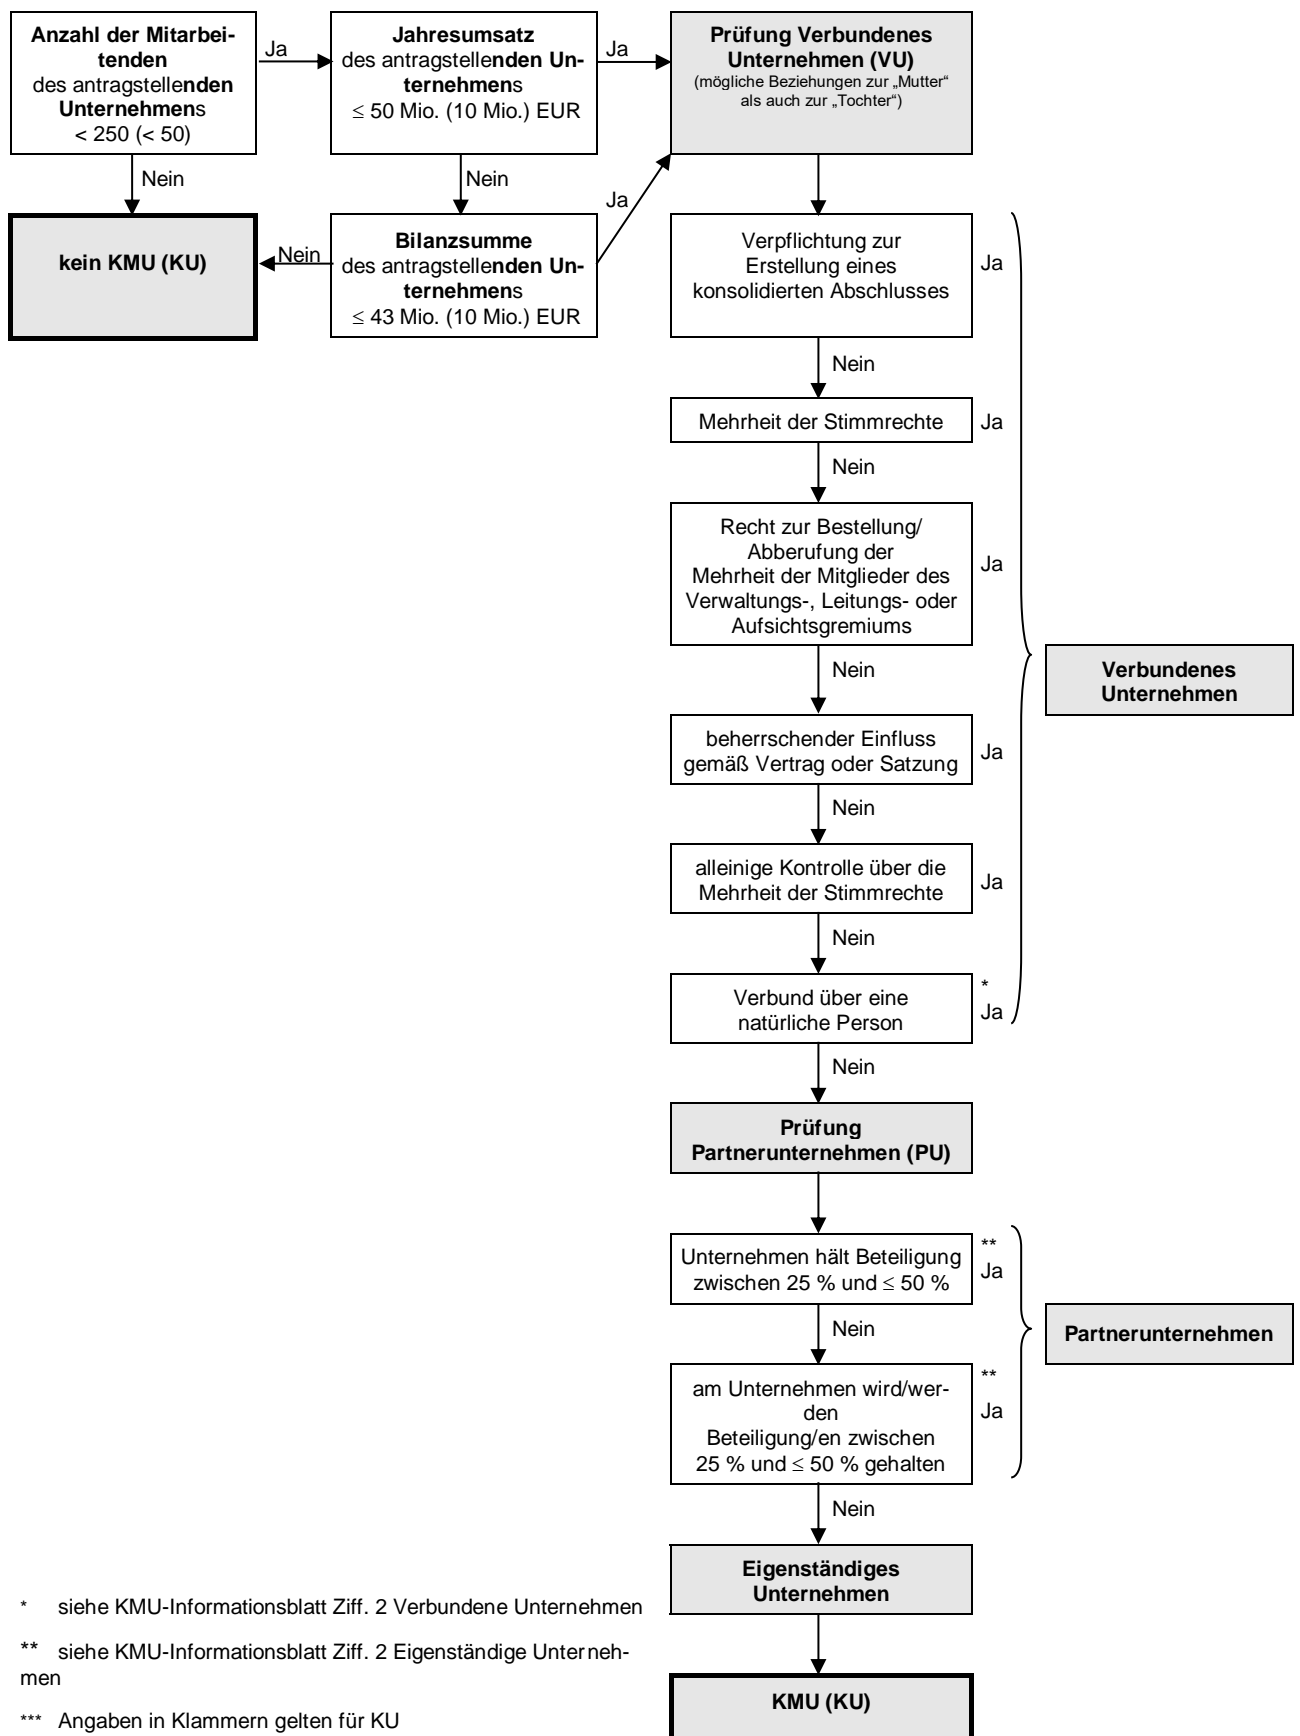 Anzahl der Mitarbei-
tenden
des antragstellenden
Unternehmens
< 250 (< 50)
Ja
Jahresumsatz
des antragstellenden Un-
ternehmens
≤ 50 Mio. (10 Mio.) EUR
Ja
Prüfung Verbundenes
Unternehmen (VU)
(mögliche Beziehungen zur „Mutter“
als auch zur „Tochter“)
Nein
Nein
Ja
kein KMU (KU)
Nein
Bilanzsumme
des antragstellenden Un-
ternehmens
≤ 43 Mio. (10 Mio.) EUR
Verpflichtung zur
Erstellung eines
konsolidierten Abschlusses
Ja
Nein
Mehrheit der Stimmrechte
Ja
Nein
Recht zur Bestellung/
Abberufung der
Mehrheit der Mitglieder des
Verwaltungs-, Leitungs- oder
Aufsichtsgremiums
Ja
Nein
Verbundenes
Unternehmen
beherrschender Einfluss
gemäß Vertrag oder Satzung
Ja
Nein
alleinige Kontrolle über die
Mehrheit der Stimmrechte
Ja
Nein
Verbund über eine
natürliche Person
*
Ja
Nein
Prüfung
Partnerunternehmen (PU)
Unternehmen hält Beteiligung
zwischen 25 % und ≤ 50 %
**
Ja
Nein
Partnerunternehmen
am Unternehmen wird/wer-
den
Beteiligung/en zwischen
25 % und ≤ 50 % gehalten
**
Ja
Nein
Eigenständiges
Unternehmen
KMU (KU)
* siehe KMU-Informationsblatt Ziff. 2 Verbundene Unternehmen
** siehe KMU-Informationsblatt Ziff. 2 Eigenständige Unterneh-
men
*** Angaben in Klammern gelten für KU